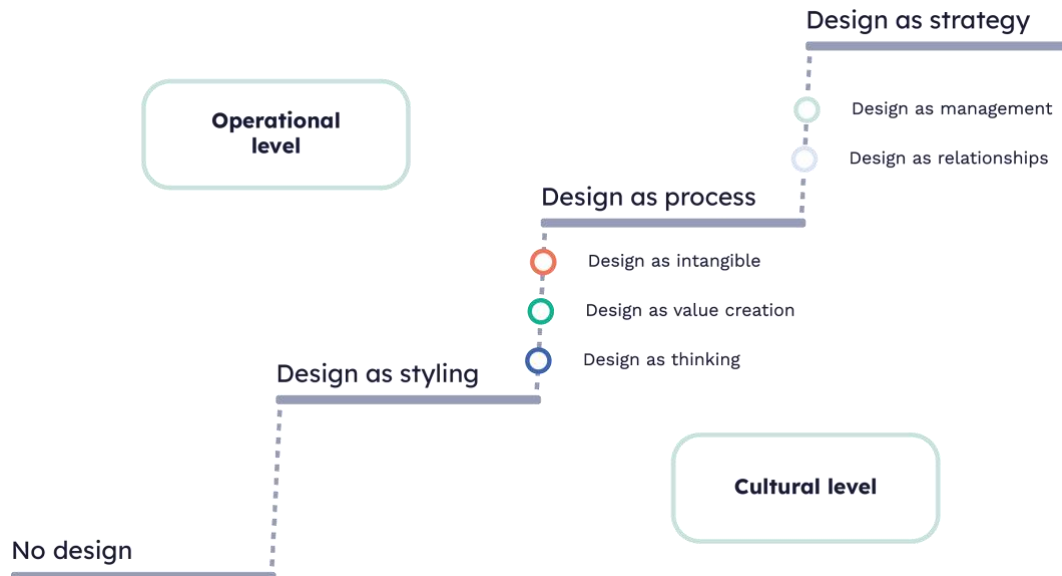 Design as strategy
Operational
level
Design as management
Design as relationships
Design as process
Design as intangible
Design as value creation
Design as styling
Design as thinking
Cultural level
No design